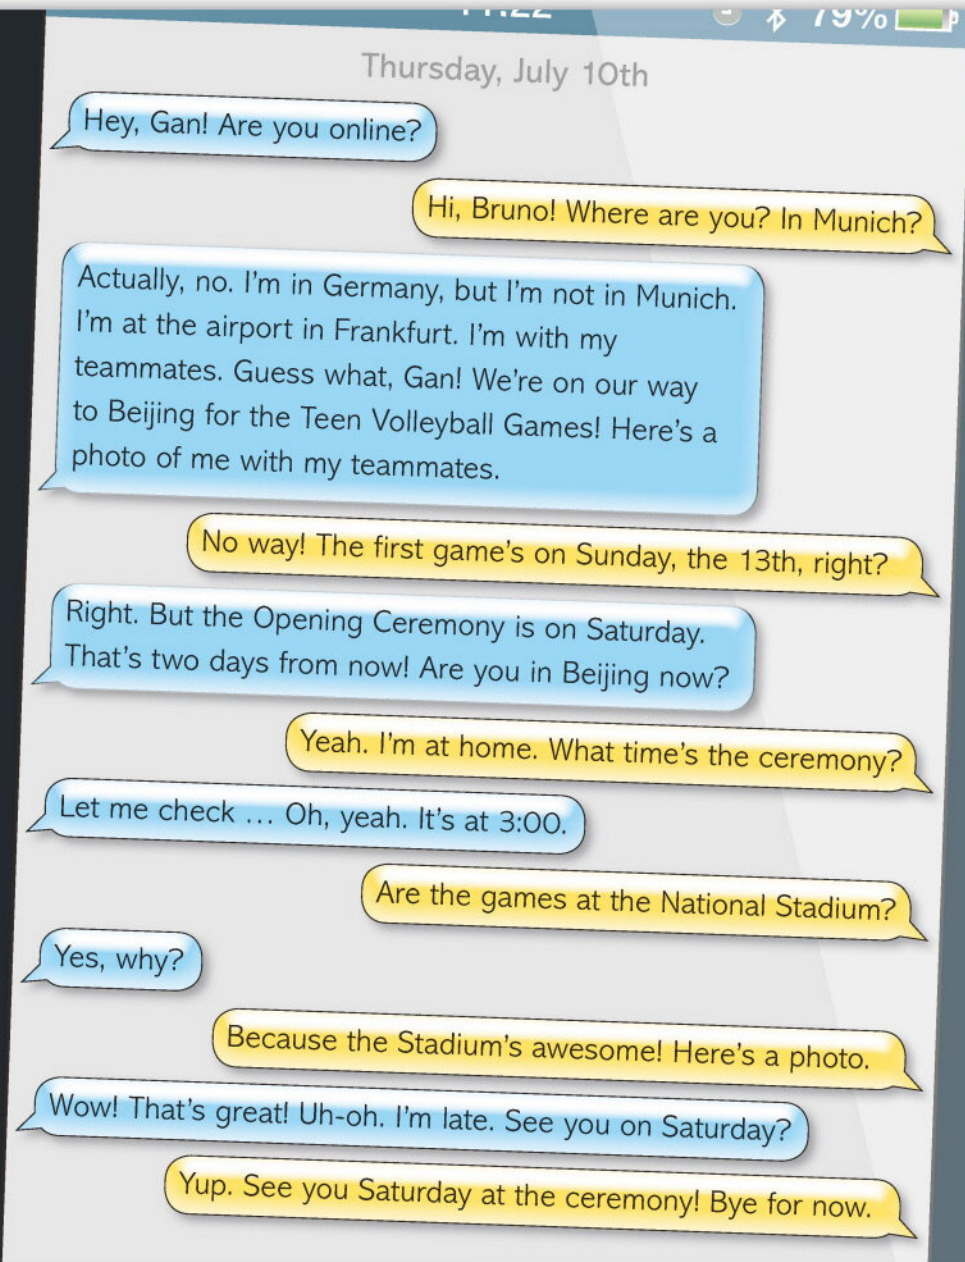 79%
Thursday, July 10th
Hey, Gan! Are you online?
Hi, Bruno! Where are you? In Munich?
Actually, no. I'm in Germany, but I'm not in Munich.
I'm at the airport in Frankfurt. I'm with my
teammates. Guess what, Gan! We're on our way
to Beijing for the Teen Volleyball Games! Here's a
photo of me with my teammates.
No way! The first game's on Sunday, the 13th, right?
Right. But the Opening Ceremony is on Saturday.
That's two days from now! Are you in Beijing now?
Yeah. I'm at home. What time's the ceremony?
Let me check ... Oh, yeah. It's at 3:00.
Are the games at the National Stadium?
Yes, why?
Because the Stadium's awesome! Here's a photo.
Wow! That's great! Uh-oh. I'm late. See you on Saturday?
Yup. See you Saturday at the ceremony! Bye for now.